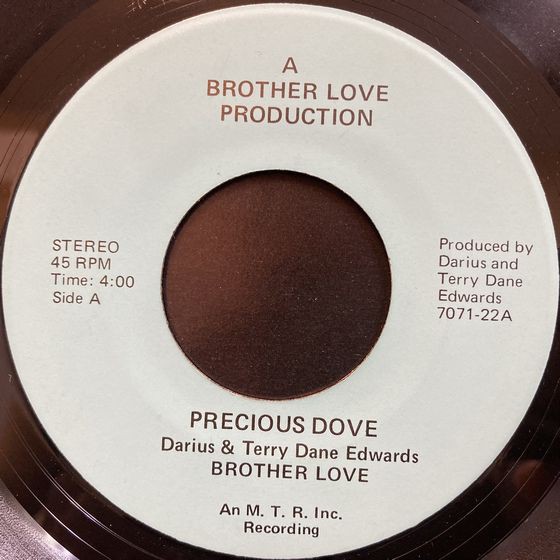 A
BROTHER LOVE
PRODUCTION
STEREO
45 RPM
Time: 4:00
Side A
Produced by
Darius and
Terry Dane
Edwards
7071-22A
PRECIOUS DOVE
Darius & Terry Dane Edwards
BROTHER LOVE
An M. T. R. Inc.
Recording